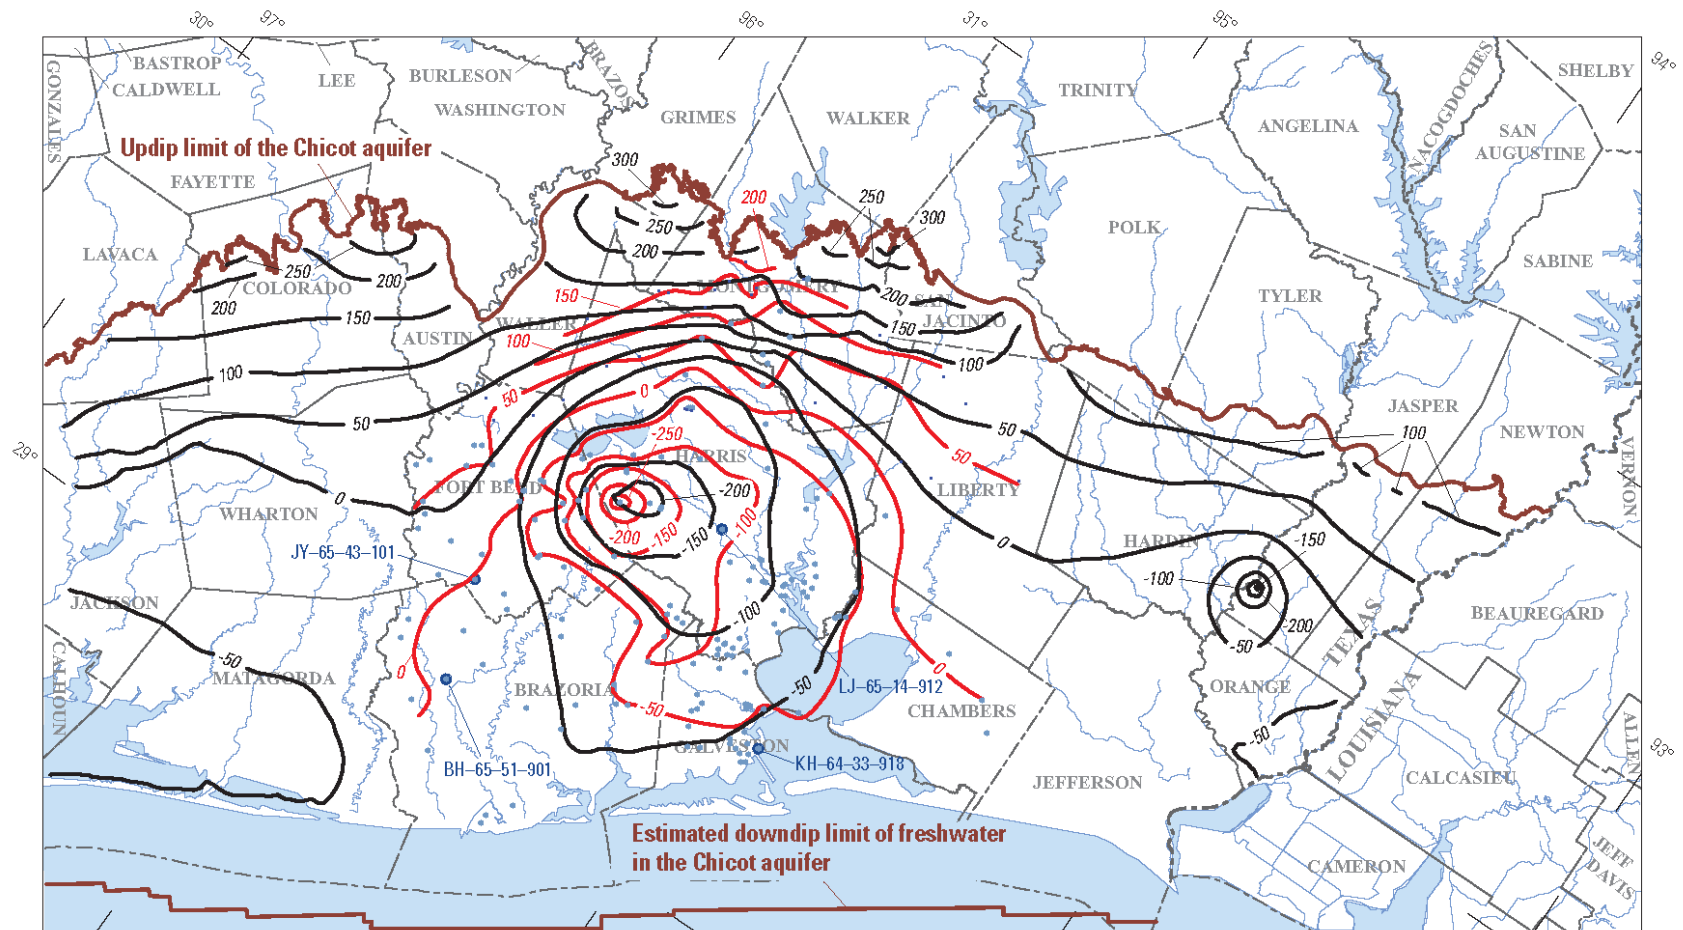 30°
97°
96°
31°
95°
94°
29°
93°
GONZALES
BASTROP
CALDWELL
LEE
BURLESON
WASHINGTON
BRAZOS
GRIMES
WALKER
TRINITY
ANGELINA
NACOGDOCHES
SHELBY
SAN
AUGUSTINE
Updip limit of the Chicot aquifer
FAYETTE
LAVACA
COLORADO
AUSTIN
WALLER
MONTGOMERY
SAN
JACINTO
POLK
TYLER
SABINE
JASPER
NEWTON
VERNON
300
250
200
200
250
300
250
200
200
150
150
200
150
100
100
100
50
50
0
-250
50
50
100
HARRIS
FORT BEND
LIBERTY
WHARTON
HARDIN
0
-200
-100
-200
-150
-150
0
-150
-100
-200
-50
JY–65–43–101
JACKSON
CALHOUN
MATAGORDA
-50
-100
0
0
BRAZORIA
-50
-50
LJ–65–14–912
CHAMBERS
ORANGE
-50
TEXAS
LOUISIANA
BEAUREGARD
ALLEN
BH–65–51–901
GALVESTON
KH–64–33–918
JEFFERSON
CALCASIEU
CAMERON
JEFF
DAVIS
Estimated downdip limit of freshwater
in the Chicot aquifer